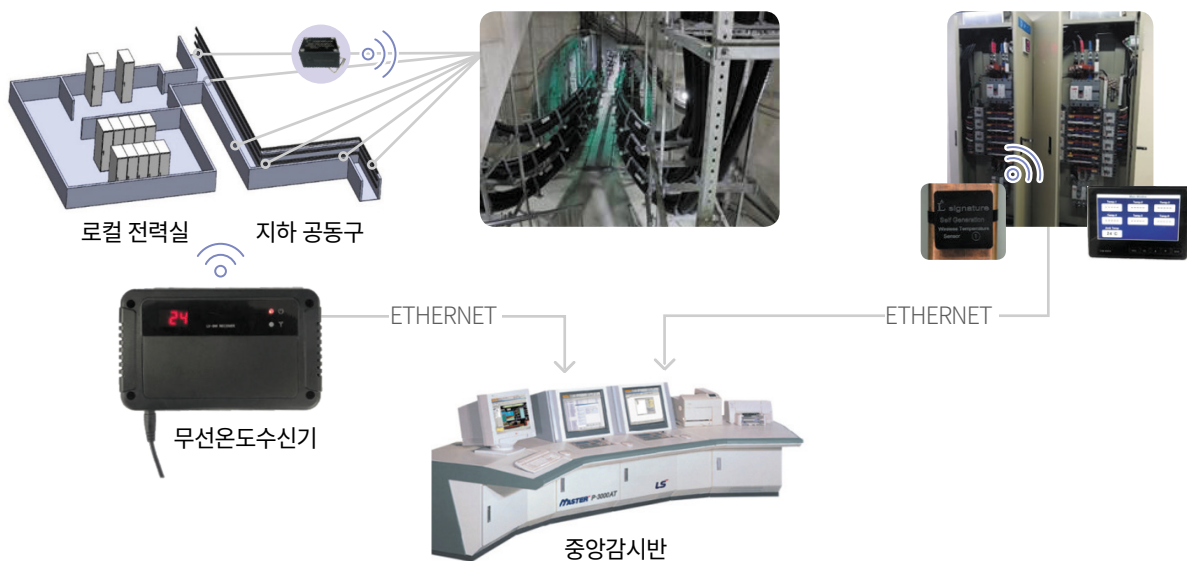 로컬 전력실
지하 공동구
signature
Self Generation
Wireless Temperature
Sensor
ETHERNET
ETHERNET
24
무선온도수신기
MASTER P-3000AT
LS
중앙감시반